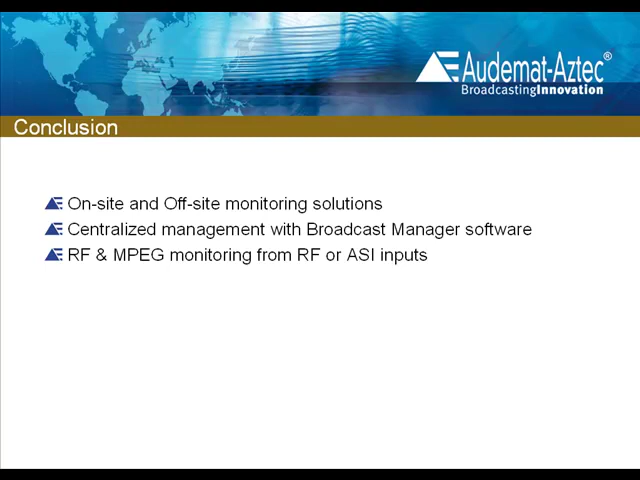 Audemat-Aztec®
BroadcastingInnovation
Conclusion
On-site and Off-site monitoring solutions
Centralized management with Broadcast Manager software
RF & MPEG monitoring from RF or ASI inputs